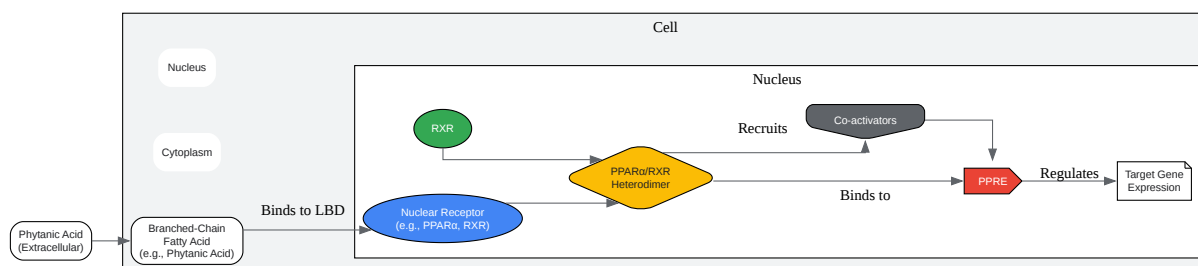 Cell
Nucleus
Nucleus
RXR
Co-activators
Recruits
Cytoplasm
PPARα/RXR
Heterodimer
PPRE
Regulates
Target Gene
Expression
Binds to
Binds to LBD
Nuclear Receptor
(e.g., PPARα, RXR)
Phytanic Acid
(Extracellular)
Branched-Chain
Fatty Acid
(e.g., Phytanic Acid)